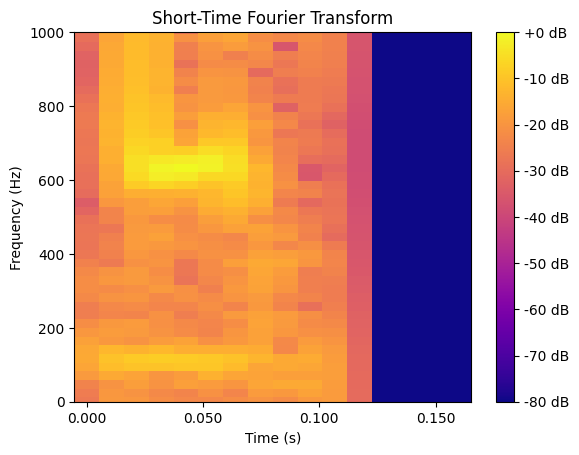 Short-Time Fourier Transform
1000
800
600
400
200
0
Frequency (Hz)
0.000
0.050
0.100
0.150
Time (s)
+0 dB
-10 dB
-20 dB
-30 dB
-40 dB
-50 dB
-60 dB
-70 dB
-80 dB